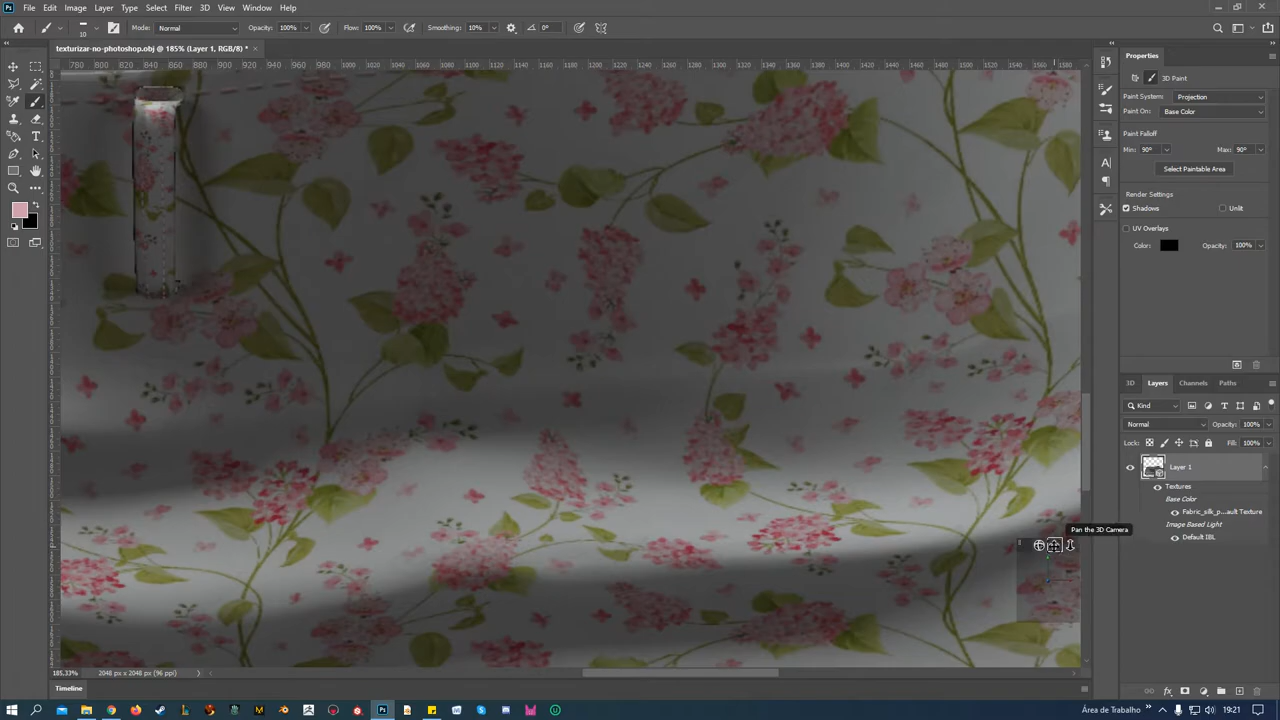 File Edit Image Layer Type Select Filter 3D View Window Help
10 Mode: Normal Opacity: 100% Flow: 100% Smoothing: 10% 0°
texturizar-no-photoshop.obj @ 185% (Layer 1, RGB/8) *
780 800 820 840 860 880 900 920 940 960 980 1000 1020 1040 1060 1080 1100 1120 1140 1160 1180 1200 1220 1240 1260 1280 1300 1320 1340 1360 1380 1400 1420 1440 1460 1480 1500 1520 1540 1560 1580
Properties
3D Paint
Paint System: Projection
Paint On: Base Color
Paint Falloff
Min: 90° Max: 90°
Select Paintable Area
Render Settings
Shadows Unlit
UV Overlays
Color: Opacity: 100%
3D Layers Channels Paths
Kind
Normal Opacity: 100%
Lock: Fill: 100%
Layer 1
Textures
Base Color
Fabric_silk_p...ault Texture
Image Based Light
Default IBL
Pan the 3D Camera
185,33% 2048 px x 2048 px (96 ppi)
Timeline
Área de Trabalho 19:21